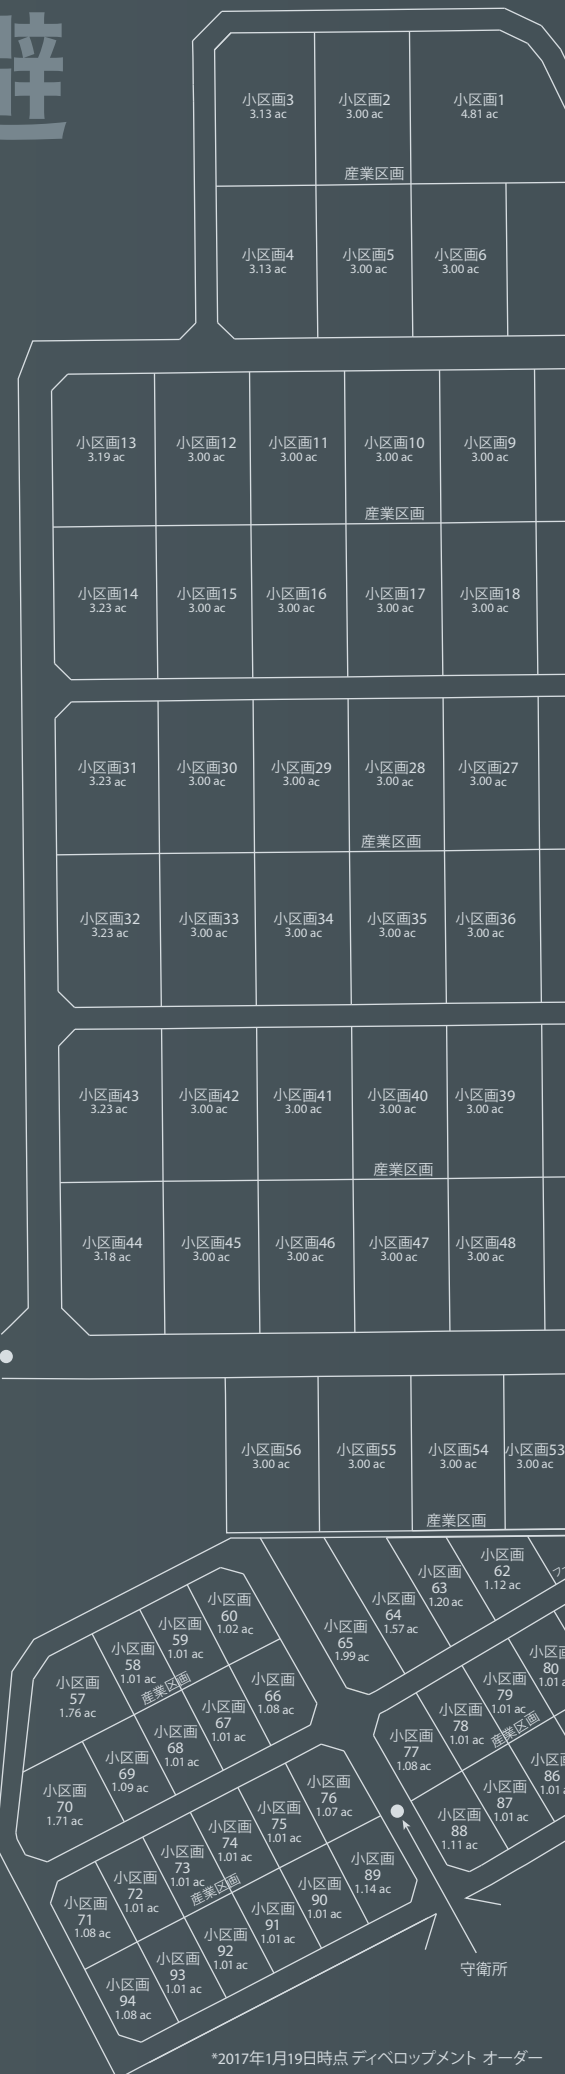 避
小区画3
3.13 ac
小区画2
3.00 ac
小区画1
4.81 ac
産業区画
小区画4
3.13 ac
小区画5
3.00 ac
小区画6
3.00 ac
小区画13
3.19 ac
小区画12
3.00 ac
小区画11
3.00 ac
小区画10
3.00 ac
小区画9
3.00 ac
産業区画
小区画14
3.23 ac
小区画15
3.00 ac
小区画16
3.00 ac
小区画17
3.00 ac
小区画18
3.00 ac
小区画31
3.23 ac
小区画30
3.00 ac
小区画29
3.00 ac
小区画28
3.00 ac
小区画27
3.00 ac
産業区画
小区画32
3.23 ac
小区画33
3.00 ac
小区画34
3.00 ac
小区画35
3.00 ac
小区画36
3.00 ac
小区画43
3.23 ac
小区画42
3.00 ac
小区画41
3.00 ac
小区画40
3.00 ac
小区画39
3.00 ac
産業区画
小区画44
3.18 ac
小区画45
3.00 ac
小区画46
3.00 ac
小区画47
3.00 ac
小区画48
3.00 ac
小区画56
3.00 ac
小区画55
3.00 ac
小区画54
3.00 ac
小区画53
3.00 ac
産業区画
小区画
62
1.12 ac
小区画
63
1.20 ac
小区画
64
1.57 ac
小区画
65
1.99 ac
小区画
60
1.02 ac
小区画
59
1.01 ac
小区画
58
1.01 ac
小区画
57
1.76 ac
産業区画
小区画
66
1.08 ac
小区画
67
1.01 ac
小区画
68
1.01 ac
小区画
69
1.09 ac
小区画
70
1.71 ac
小区画
80
1.01 a
小区画
79
1.01 ac
小区画
78
1.01 ac
小区画
77
1.08 ac
産業区画
小区画
86
1.01
小区画
87
1.01 ac
小区画
88
1.11 ac
小区画
76
1.07 ac
小区画
75
1.01 ac
小区画
74
1.01 ac
小区画
73
1.01 ac
小区画
72
1.01 ac
小区画
71
1.08 ac
産業区画
小区画
89
1.14 ac
小区画
90
1.01 ac
小区画
91
1.01 ac
小区画
92
1.01 ac
小区画
93
1.01 ac
小区画
94
1.08 ac
守衛所
*2017年1月19日時点 ディベロップメント オーダー